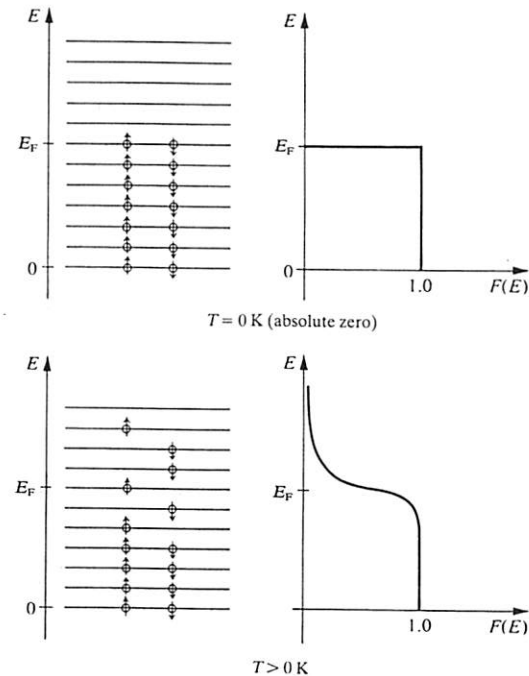 E
E
E_F
E_F
0
0
1.0
F(E)
T = 0 K (absolute zero)
E
E
E_F
E_F
0
1.0
F(E)
T > 0 K